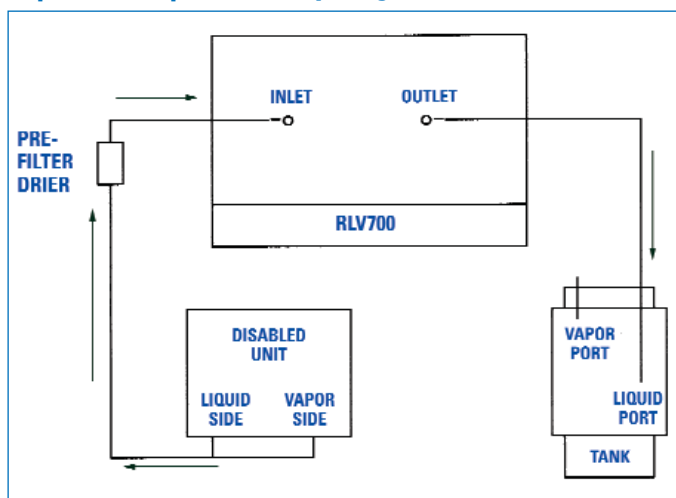 INLET
OUTLET
PRE-
FILTER
DRIER
RLV700
DISABLED
UNIT
LIQUID
SIDE
VAPOR
SIDE
VAPOR
PORT
LIQUID
PORT
TANK